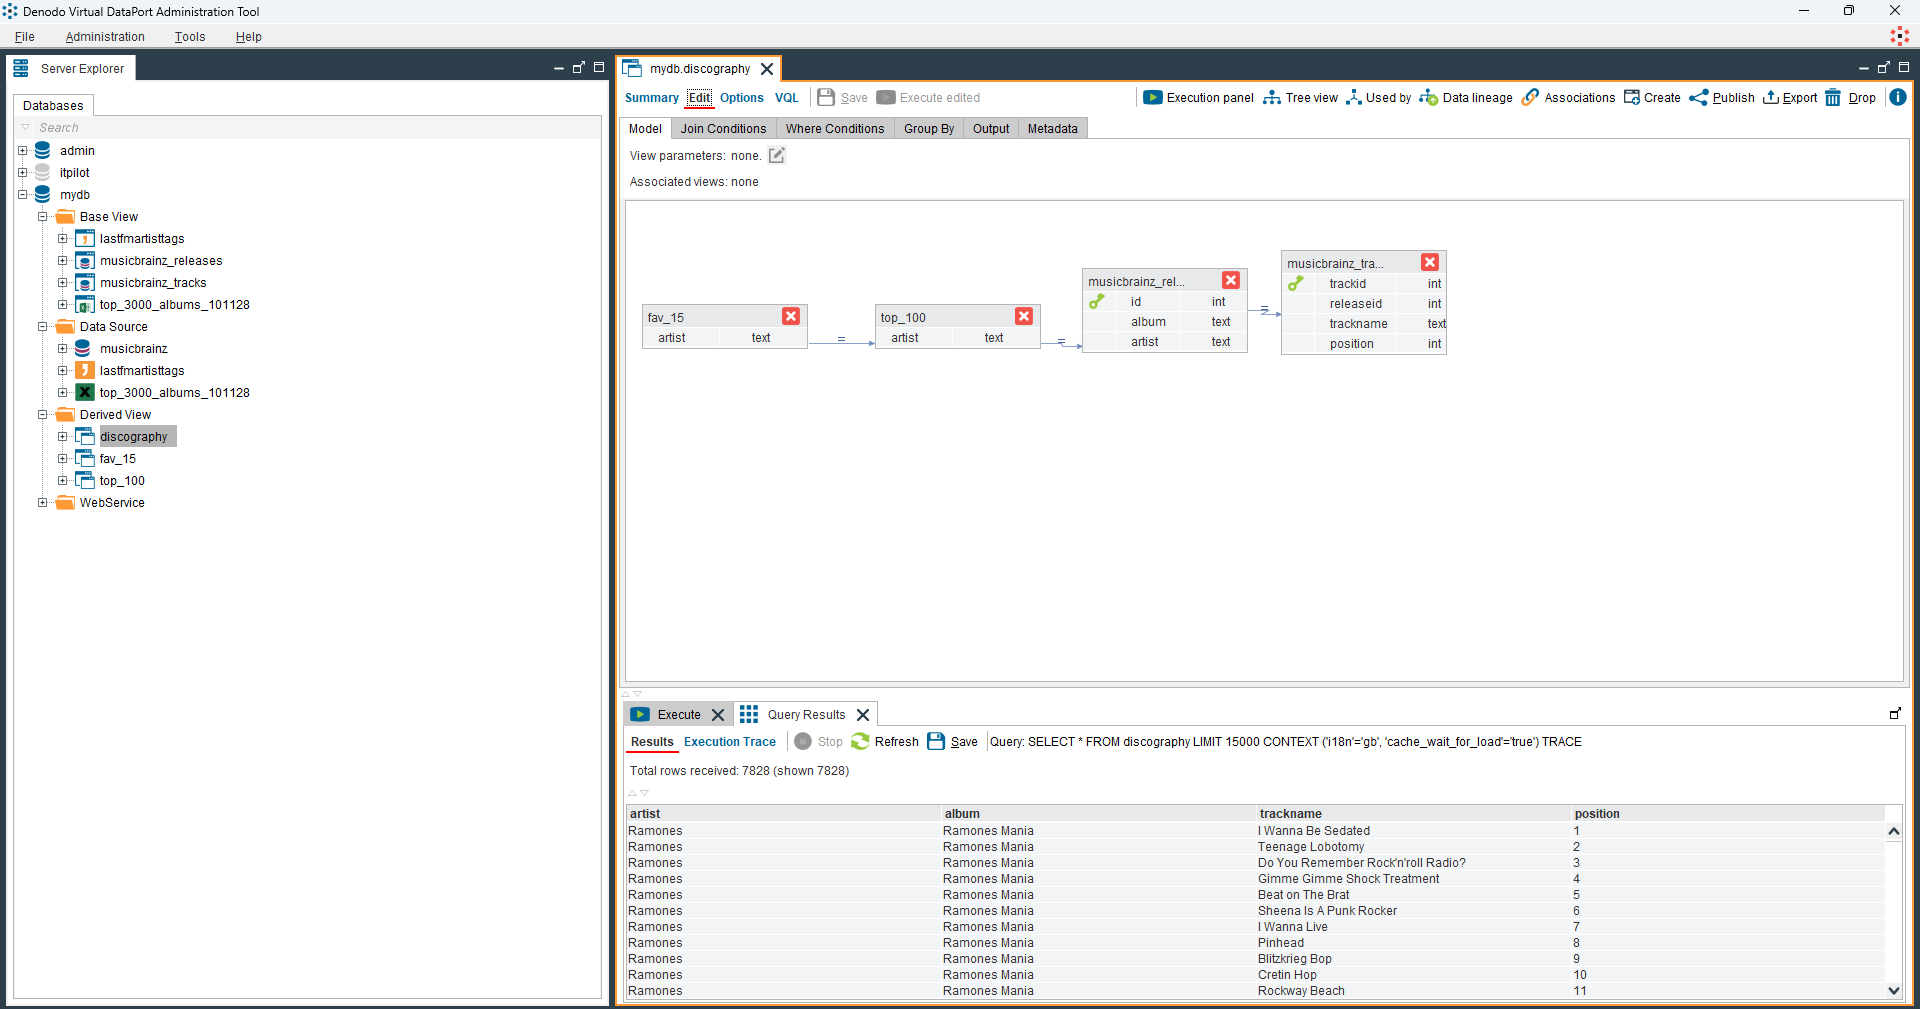 Denodo Virtual DataPort Administration Tool
File Administration Tools Help
Server Explorer
Databases
Search
admin
itpilot
mydb
Base View
lastfmartisttags
musicbrainz_releases
musicbrainz_tracks
top_3000_albums_101128
Data Source
musicbrainz
lastfmartisttags
top_3000_albums_101128
Derived View
discography
fav_15
top_100
WebService
mydb.discography
Summary Edit Options VQL Save Execute edited Execution panel Tree view Used by Data lineage Associations Create Publish Export Drop
Model Join Conditions Where Conditions Group By Output Metadata
View parameters: none.
Associated views: none
fav_15
artist text
top_100
artist text
musicbrainz_rel...
id int
album text
artist text
musicbrainz_tra...
trackid int
releaseid int
trackname text
position int
Execute Query Results
Results Execution Trace Stop Refresh Save Query: SELECT * FROM discography LIMIT 15000 CONTEXT ('i18n'='gb', 'cache_wait_for_load'='true') TRACE
Total rows received: 7828 (shown 7828)
artist album trackname position
Ramones Ramones Mania I Wanna Be Sedated 1
Ramones Ramones Mania Teenage Lobotomy 2
Ramones Ramones Mania Do You Remember Rock'n'roll Radio? 3
Ramones Ramones Mania Gimme Gimme Shock Treatment 4
Ramones Ramones Mania Beat on The Brat 5
Ramones Ramones Mania Sheena Is A Punk Rocker 6
Ramones Ramones Mania I Wanna Live 7
Ramones Ramones Mania Pinhead 8
Ramones Ramones Mania Blitzkrieg Bop 9
Ramones Ramones Mania Cretin Hop 10
Ramones Ramones Mania Rockway Beach 11